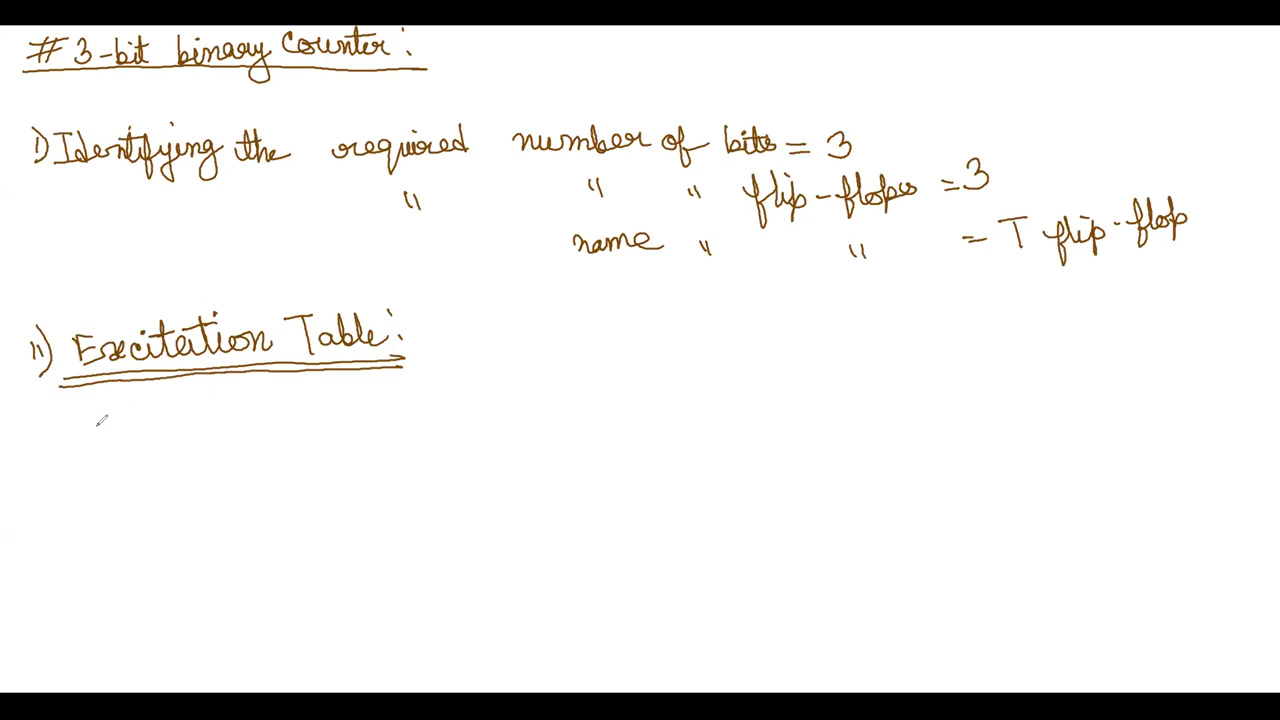 # 3-bit binary Counter:
i) Identifying the required number of bits = 3
" " " flip-flops = 3
name " " = T flip-flop
ii) Excitation Table: